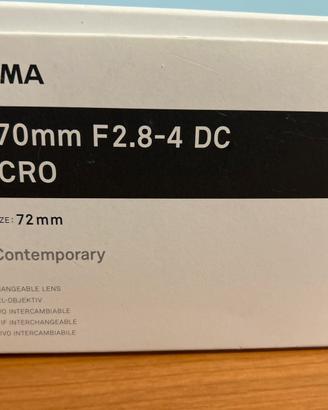 MA
70mm F2.8-4 DC
CRO
ZE: 72mm
Contemporary
HANGEABLE LENS
EL-OBJEKTIV
VO INTERCAMBIABLE
IF INTERCHANGEABLE
IVO INTERCAMBIABILE